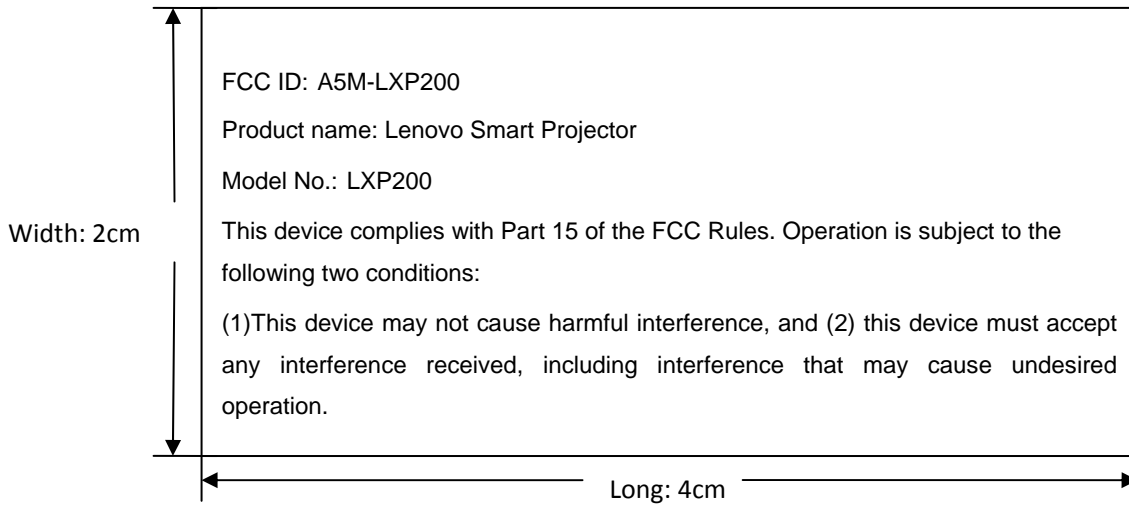 FCC ID: A5M-LXP200
Product name: Lenovo Smart Projector
Model No.: LXP200
Width: 2cm
This device complies with Part 15 of the FCC Rules. Operation is subject to the
following two conditions:
(1)This device may not cause harmful interference, and (2) this device must accept
any interference received, including interference that may cause undesired
operation.
Long: 4cm